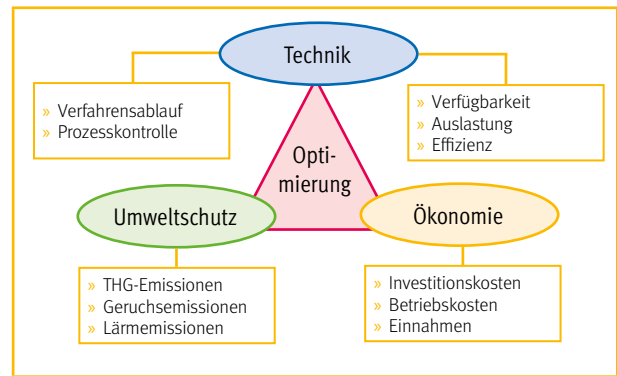 Technik
» Verfahrensablauf
» Prozesskontrolle
» Verfügbarkeit
» Auslastung
» Effizienz
Opti-
mierung
Umweltschutz
Ökonomie
» THG-Emissionen
» Geruchsemissionen
» Lärmemissionen
» Investitionskosten
» Betriebskosten
» Einnahmen